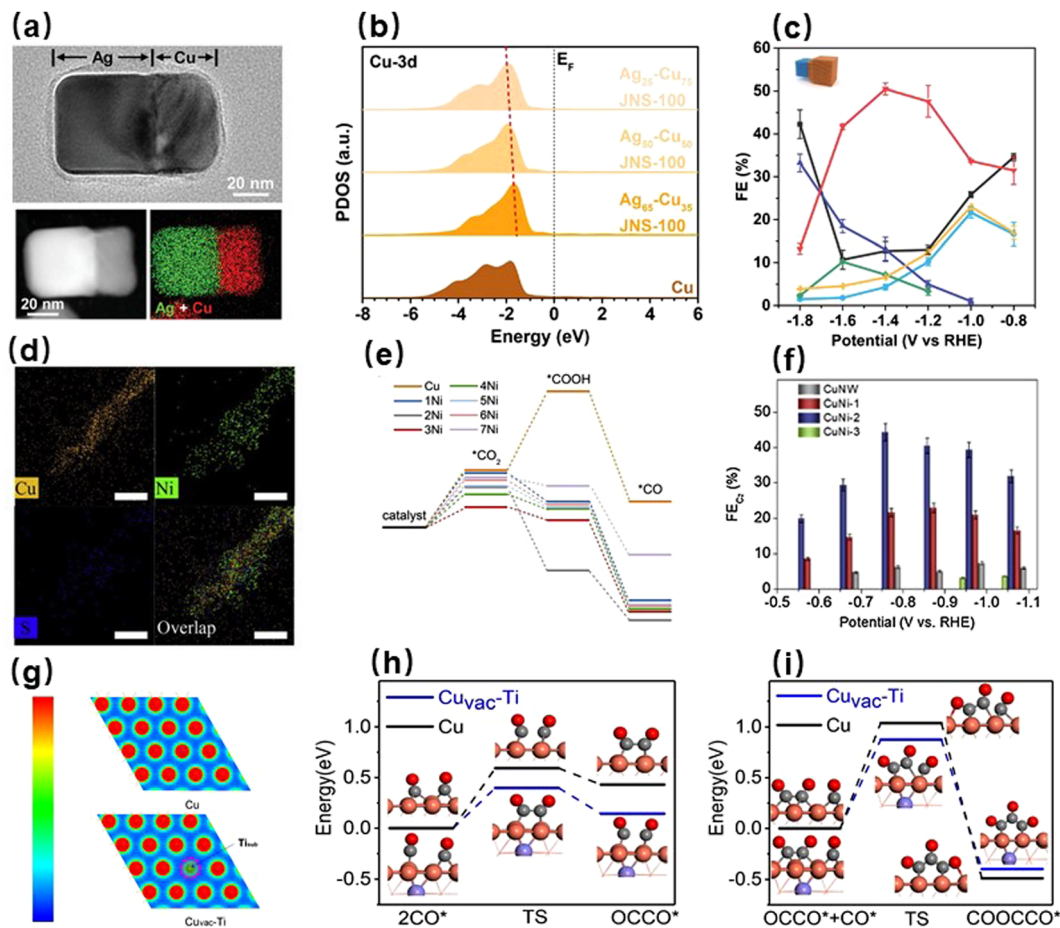 (a)
Ag
Cu
20 nm
20 nm
Ag + Cu
(b)
Cu-3d
E_F
Ag₂₅-Cu₇₅
JNS-100
Ag₅₀-Cu₅₀
JNS-100
Ag₆₅-Cu₃₅
JNS-100
Cu
PDOS (a.u.)
-8 -6 -4 -2 0 2 4 6
Energy (eV)
(c)
FE (%)
60
50
40
30
20
10
0
-1.8 -1.6 -1.4 -1.2 -1.0 -0.8
Potential (V vs RHE)
(d)
Cu
Ni
S
Overlap
(e)
Cu 4Ni
1Ni 5Ni
2Ni 6Ni
3Ni 7Ni
*COOH
*CO₂
*CO
catalyst
(f)
CuNW
CuNi-1
CuNi-2
CuNi-3
FE_C₂ (%)
50
40
30
20
10
0
-0.5 -0.6 -0.7 -0.8 -0.9 -1.0 -1.1
Potential (V vs. RHE)
(g)
Cu
Ti_sub
Cu_vac-Ti
(h)
Cu_vac-Ti
Cu
Energy(eV)
1.0
0.5
0.0
-0.5
2CO* TS OCCO*
(i)
Cu_vac-Ti
Cu
Energy(eV)
1.0
0.5
0.0
-0.5
OCCO*+CO* TS COOCCO*